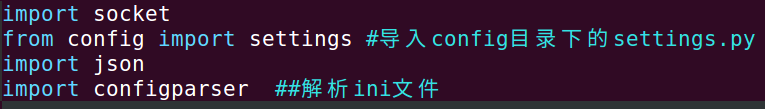 import socket
from config import settings #导入config目录下的settings.py
import json
import configparser  ##解析ini文件